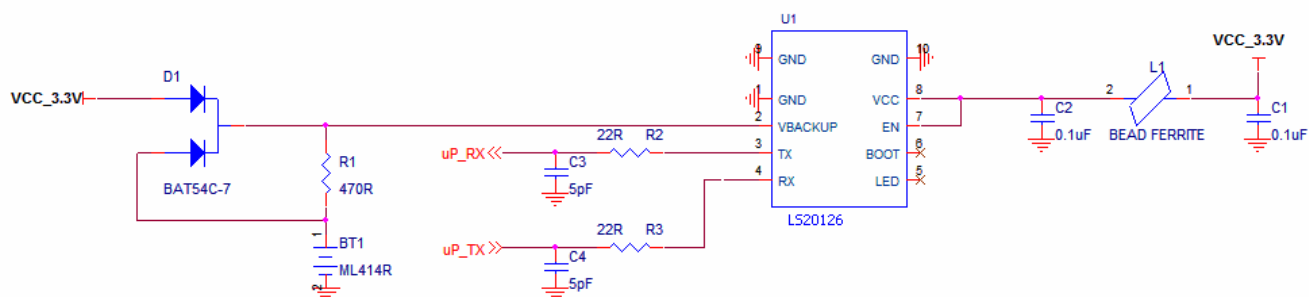 U1
VCC_3.3V
D1
9 GND
GND 10
L1
VCC_3.3V
1 GND
VCC 8
2
1
C2
C1
2 VBACKUP
EN 7
0.1uF
BEAD FERRITE
0.1uF
22R R2
uP_RX
3 TX
BOOT 6
C3
R1
BAT54C-7
470R
5pF
4 RX
LED 5
LS20126
1
BT1
22R R3
uP_TX
ML414R
C4
2
5pF